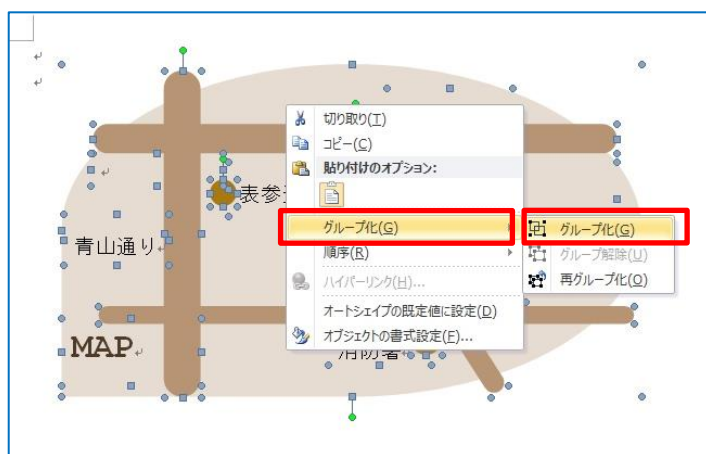 切り取り(T)
コピー(C)
貼り付けのオプション:
表参
グループ化(G)
グループ化(G)
青山通り
順序(R)
グループ解除(U)
ハイパーリンク(H)...
再グループ化(O)
オートシェイプの既定値に設定(D)
オブジェクトの書式設定(F)...
MAP
消防署